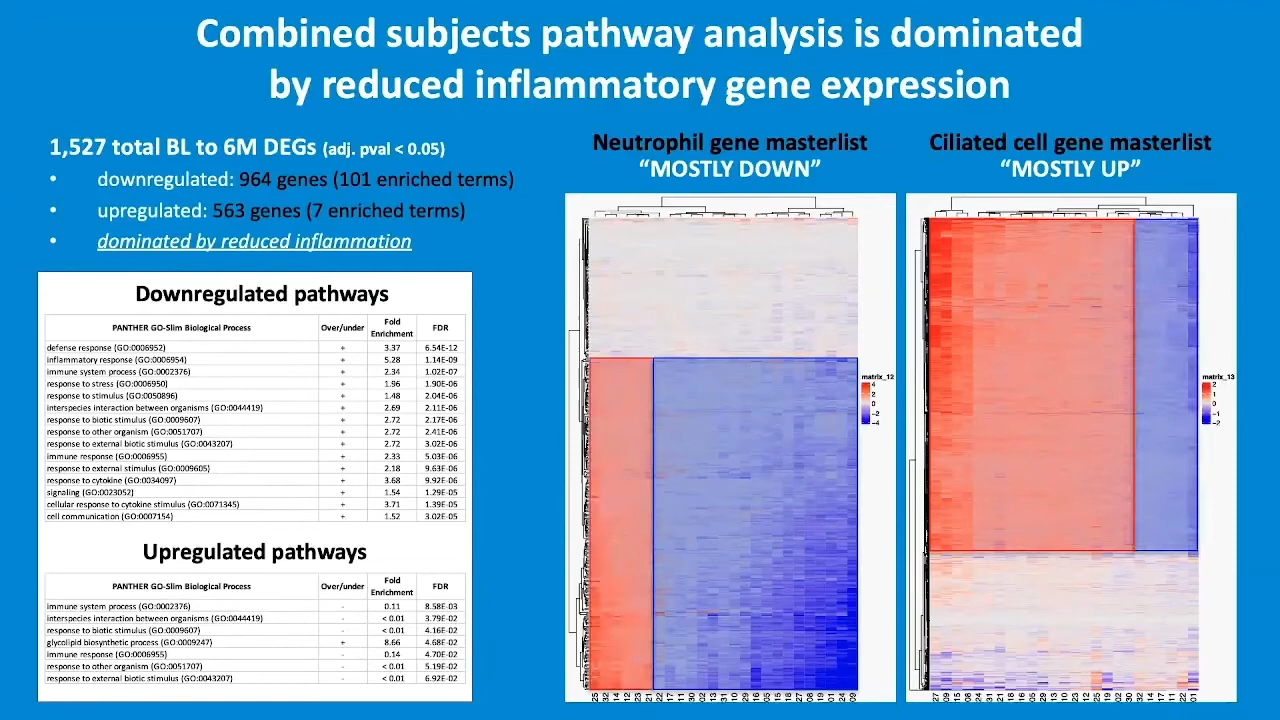 Combined subjects pathway analysis is dominated
by reduced inflammatory gene expression
1,527 total BL to 6M DEGs (adj. pval < 0.05)
• downregulated: 964 genes (101 enriched terms)
• upregulated: 563 genes (7 enriched terms)
• dominated by reduced inflammation
Downregulated pathways
PANTHER GO-Slim Biological Process Over/under Fold Enrichment FDR
defense response (GO:0006952) + 3.37 6.54E-12
inflammatory response (GO:0006954) + 5.28 1.14E-09
immune system process (GO:0002376) + 2.34 1.02E-07
response to stress (GO:0006950) + 1.96 1.90E-06
response to stimulus (GO:0050896) + 1.48 2.04E-06
interspecies interaction between organisms (GO:0044419) + 2.69 2.11E-06
response to biotic stimulus (GO:0009607) + 2.72 2.17E-06
response to other organism (GO:0051707) + 2.72 2.41E-06
response to external biotic stimulus (GO:0043207) + 2.72 3.02E-06
immune response (GO:0006955) + 2.33 5.03E-06
response to external stimulus (GO:0009605) + 2.18 9.63E-06
response to cytokine (GO:0034097) + 3.68 9.92E-06
signaling (GO:0023052) + 1.54 1.29E-05
cellular response to cytokine stimulus (GO:0071345) + 3.71 1.39E-05
cell communication (GO:0007154) + 1.52 3.02E-05
Upregulated pathways
PANTHER GO-Slim Biological Process Over/under Fold Enrichment FDR
immune system process (GO:0002376) - 0.11 8.58E-03
interspecies interaction between organisms (GO:0044419) - < 0.01 3.79E-02
response to biotic stimulus (GO:0009607) - < 0.01 4.16E-02
glycolipid biosynthetic process (GO:0009247) + 8.66 4.68E-02
immune response (GO:0006955) - 0.14 4.70E-02
response to other organism (GO:0051707) - < 0.01 5.19E-02
response to external biotic stimulus (GO:0043207) - < 0.01 6.92E-02
Neutrophil gene masterlist
“MOSTLY DOWN”
matrix_12
4
2
0
-2
-4
Ciliated cell gene masterlist
“MOSTLY UP”
matrix_13
2
1
0
-1
-2